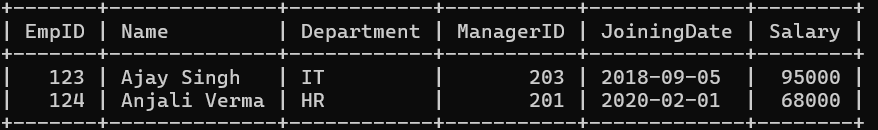 +-------+--------------+------------+-----------+-------------+--------+
| EmpID | Name         | Department | ManagerID | JoiningDate | Salary |
+-------+--------------+------------+-----------+-------------+--------+
|   123 | Ajay Singh   | IT         |       203 | 2018-09-05  |  95000 |
|   124 | Anjali Verma | HR         |       201 | 2020-02-01  |  68000 |
+-------+--------------+------------+-----------+-------------+--------+